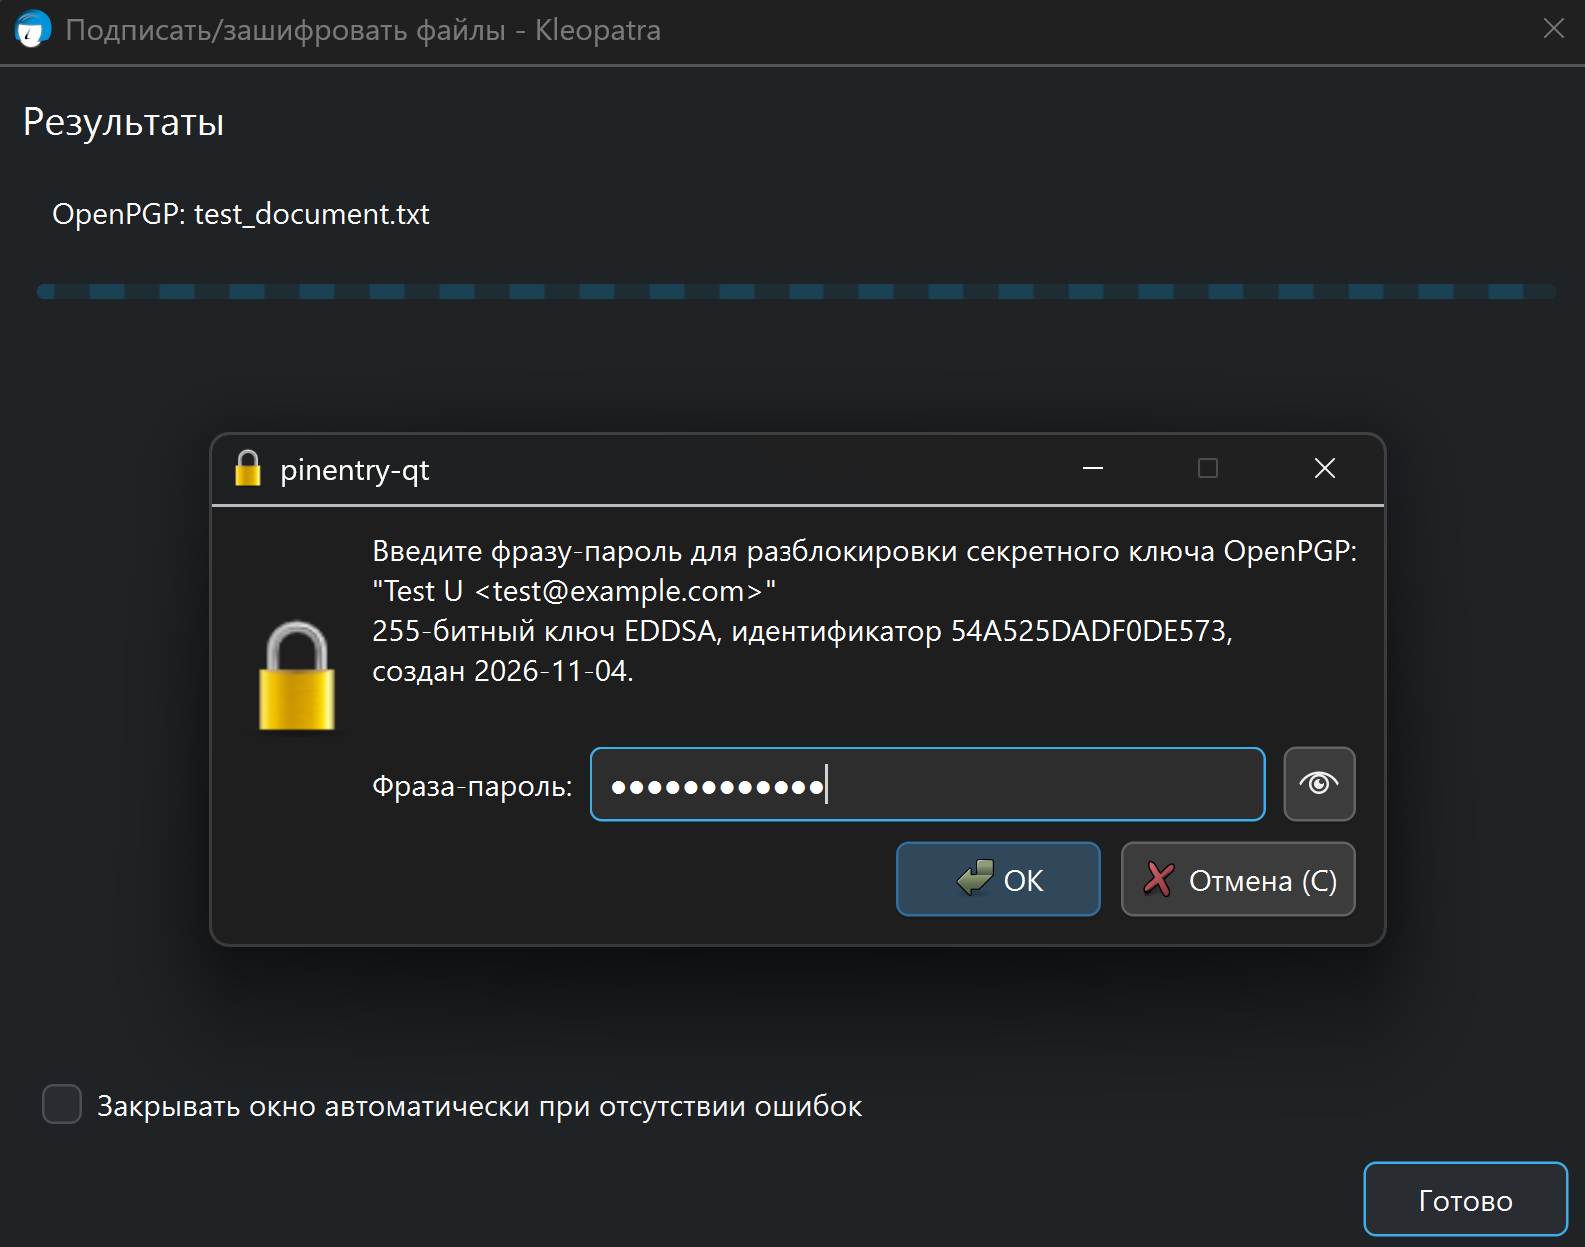 Подписать/зашифровать файлы - Kleopatra
Результаты
OpenPGP: test_document.txt
pinentry-qt
Введите фразу-пароль для разблокировки секретного ключа OpenPGP:
"Test U <test@example.com>"
255-битный ключ EDDSA, идентификатор 54A525DADF0DE573,
создан 2026-11-04.
Фраза-пароль: ●●●●●●●●●●●●
OK
Отмена (C)
Закрывать окно автоматически при отсутствии ошибок
Готово